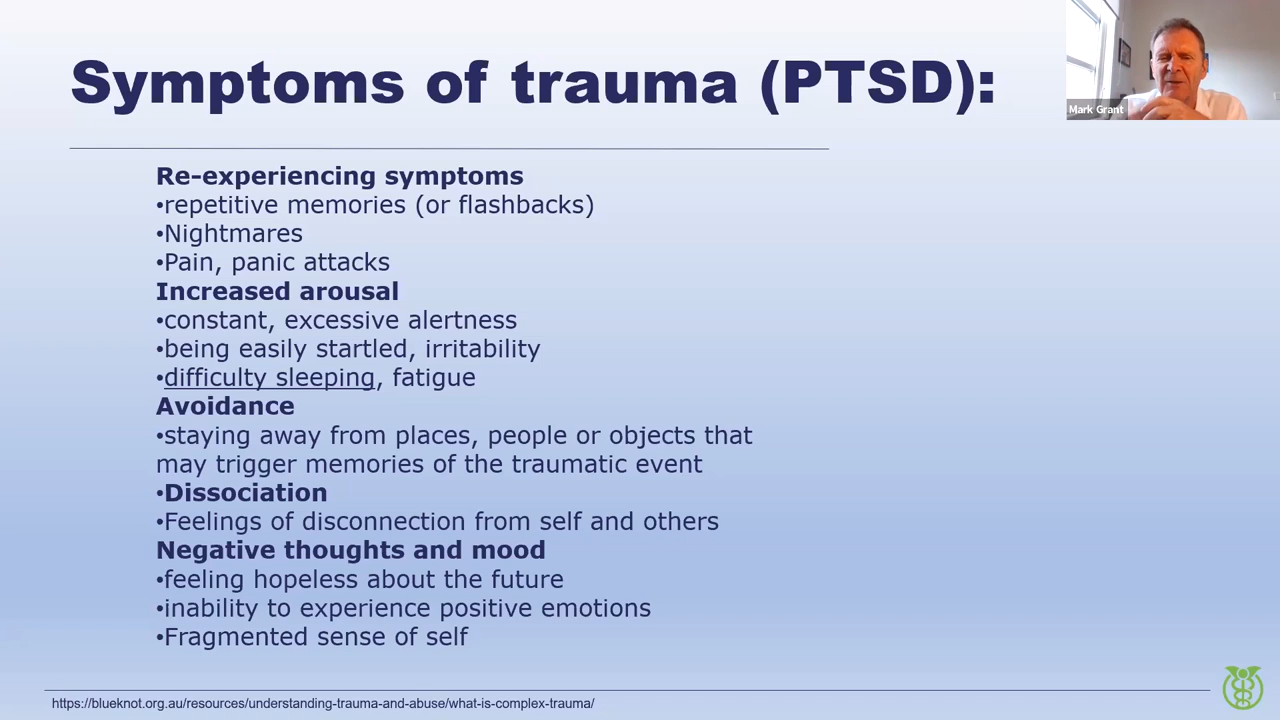 Symptoms of trauma (PTSD):
Mark Grant
Re-experiencing symptoms
•repetitive memories (or flashbacks)
•Nightmares
•Pain, panic attacks
Increased arousal
•constant, excessive alertness
•being easily startled, irritability
•difficulty sleeping, fatigue
Avoidance
•staying away from places, people or objects that
may trigger memories of the traumatic event
•Dissociation
•Feelings of disconnection from self and others
Negative thoughts and mood
•feeling hopeless about the future
•inability to experience positive emotions
•Fragmented sense of self
https://blueknot.org.au/resources/understanding-trauma-and-abuse/what-is-complex-trauma/